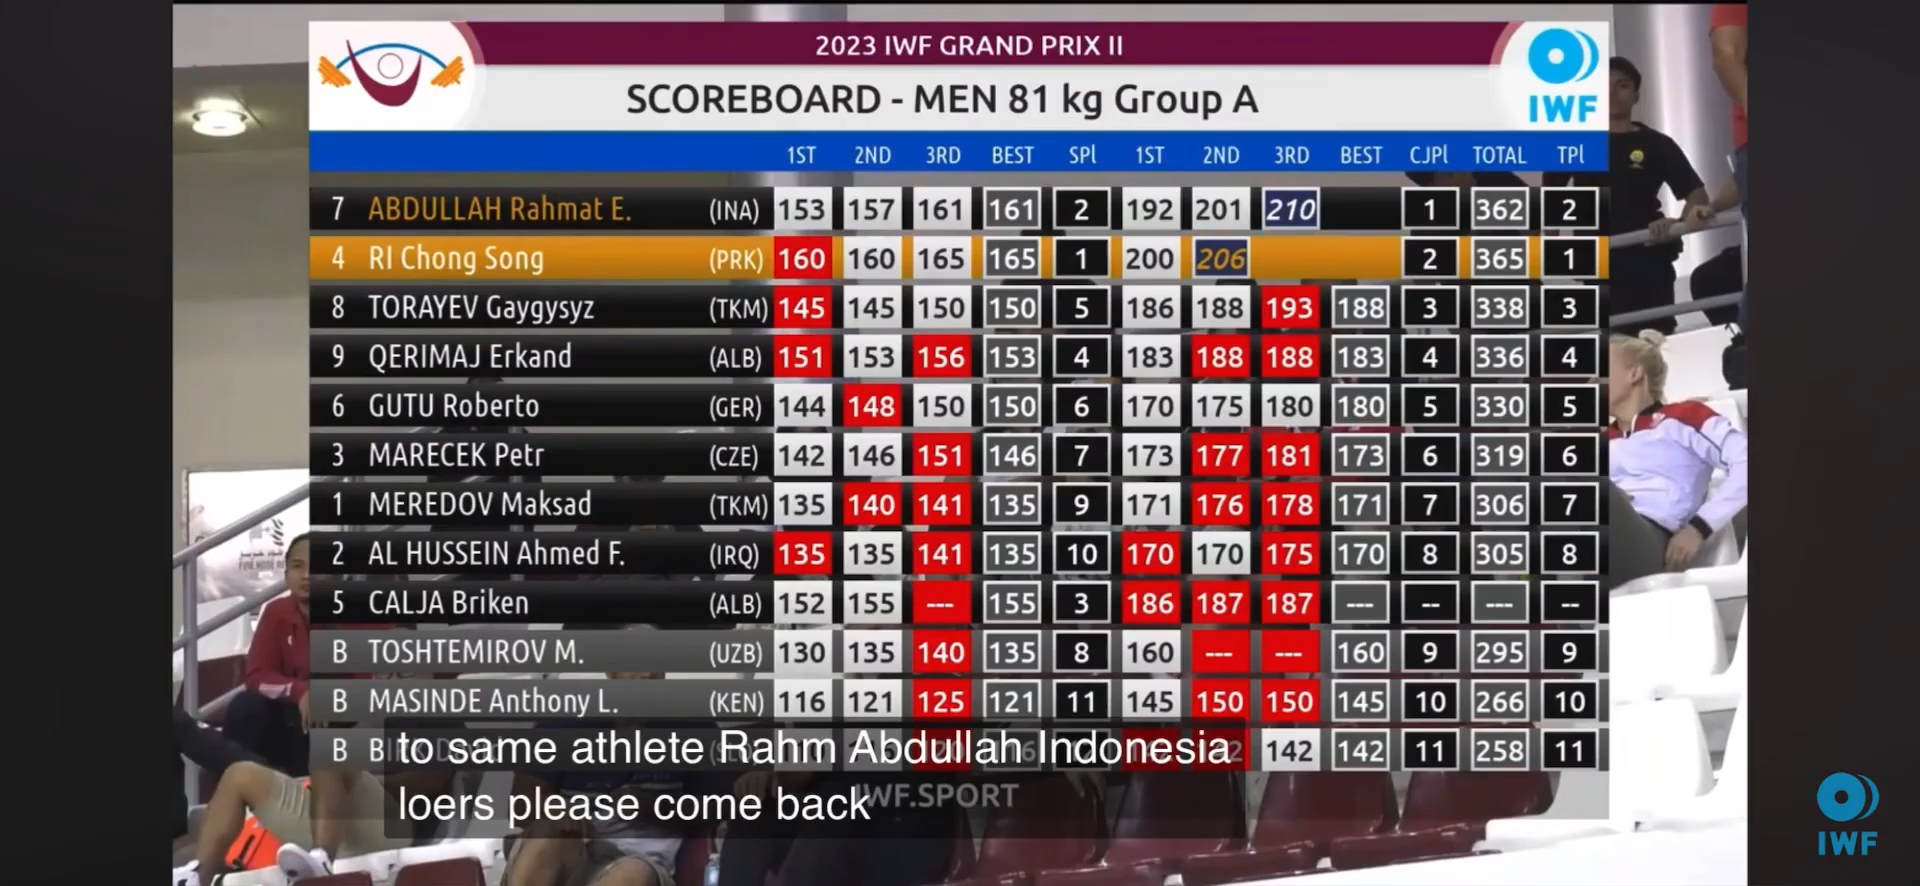 2023 IWF GRAND PRIX II
SCOREBOARD - MEN 81 kg Group A
IWF
1ST 2ND 3RD BEST SPl 1ST 2ND 3RD BEST CJPl TOTAL TPl
7 ABDULLAH Rahmat E. (INA) 153 157 161 161 2 192 201 210 1 362 2
4 RI Chong Song (PRK) 160 160 165 165 1 200 206 2 365 1
8 TORAYEV Gaygysyz (TKM) 145 145 150 150 5 186 188 193 188 3 338 3
9 QERIMAJ Erkand (ALB) 151 153 156 153 4 183 188 188 183 4 336 4
6 GUTU Roberto (GER) 144 148 150 150 6 170 175 180 180 5 330 5
3 MARECEK Petr (CZE) 142 146 151 146 7 173 177 181 173 6 319 6
1 MEREDOV Maksad (TKM) 135 140 141 135 9 171 176 178 171 7 306 7
2 AL HUSSEIN Ahmed F. (IRQ) 135 135 141 135 10 170 170 175 170 8 305 8
5 CALJA Briken (ALB) 152 155 --- 155 3 186 187 187 --- -- --- --
B TOSHTEMIROV M. (UZB) 130 135 140 135 8 160 --- --- 160 9 295 9
B MASINDE Anthony L. (KEN) 116 121 125 121 11 145 150 150 145 10 266 10
B 142 142 11 258 11
to same athlete Rahm Abdullah Indonesia
loers please come back
IWF.SPORT
IWF